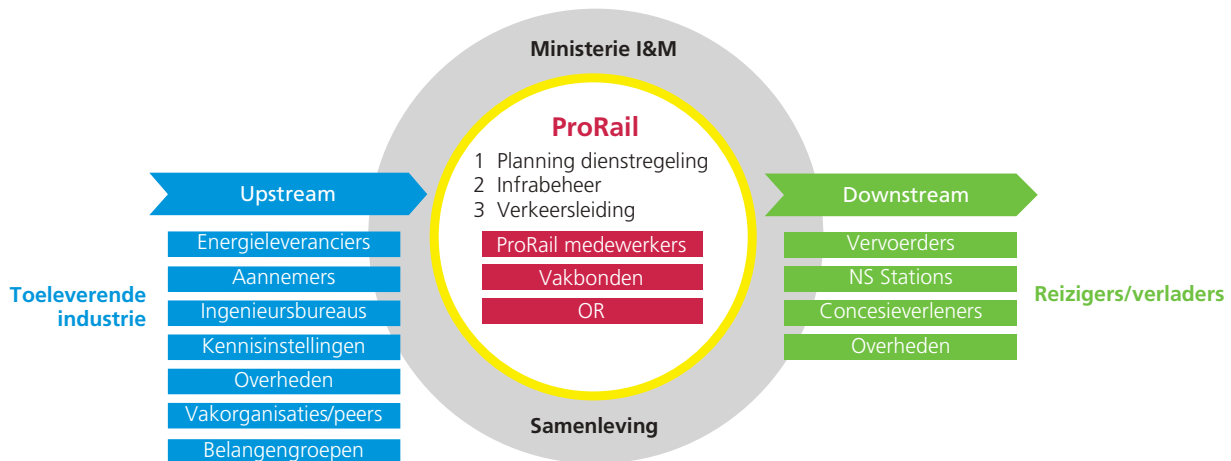 Ministerie I&M
ProRail
1 Planning dienstregeling
2 Infrabeheer
3 Verkeersleiding
ProRail medewerkers
Vakbonden
OR
Samenleving
Toeleverende
industrie
Upstream
Energieleveranciers
Aannemers
Ingenieursbureaus
Kennisinstellingen
Overheden
Vakorganisaties/peers
Belangengroepen
Downstream
Vervoerders
NS Stations
Concesieverleners
Overheden
Reizigers/verladers